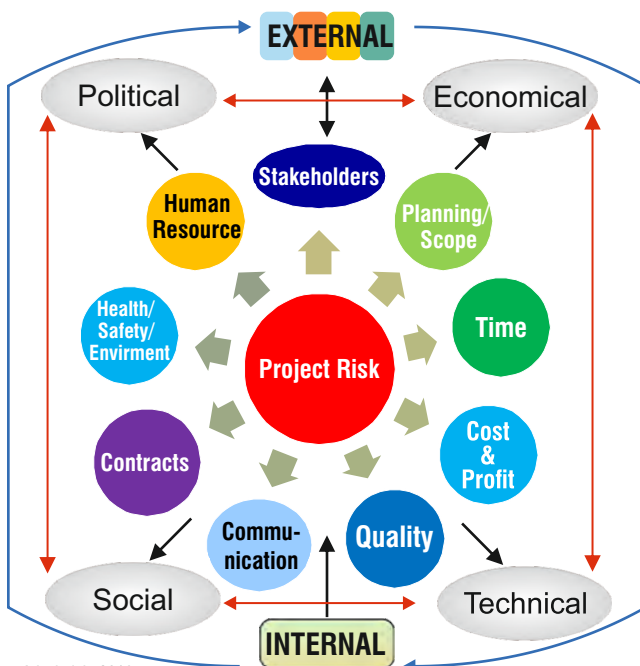 EXTERNAL
Political
Economical
Stakeholders
Human
Resource
Planning/
Scope
Health/
Safety/
Envirment
Time
Project Risk
Contracts
Cost
&
Profit
Commu-
nication
Quality
Social
Technical
INTERNAL